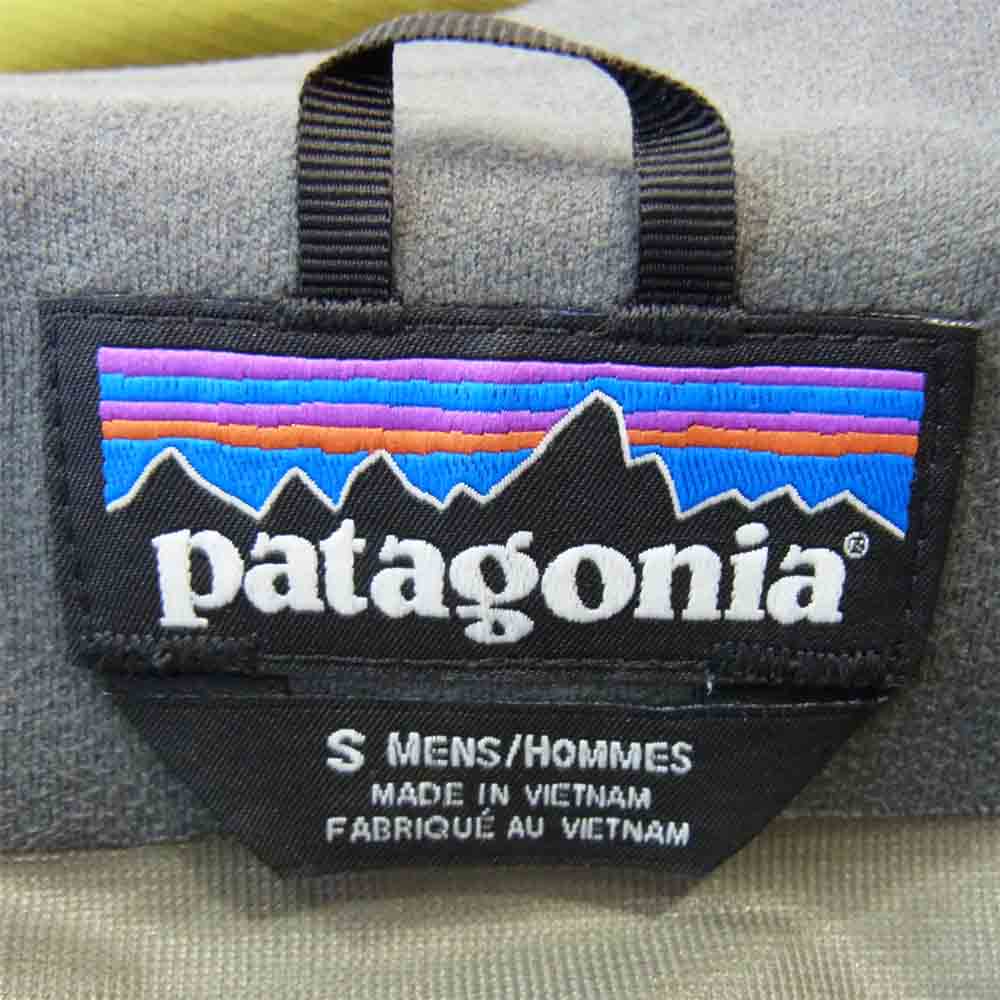 patagonia®
S MENS/HOMMES
MADE IN VIETNAM
FABRIQUÉ AU VIETNAM